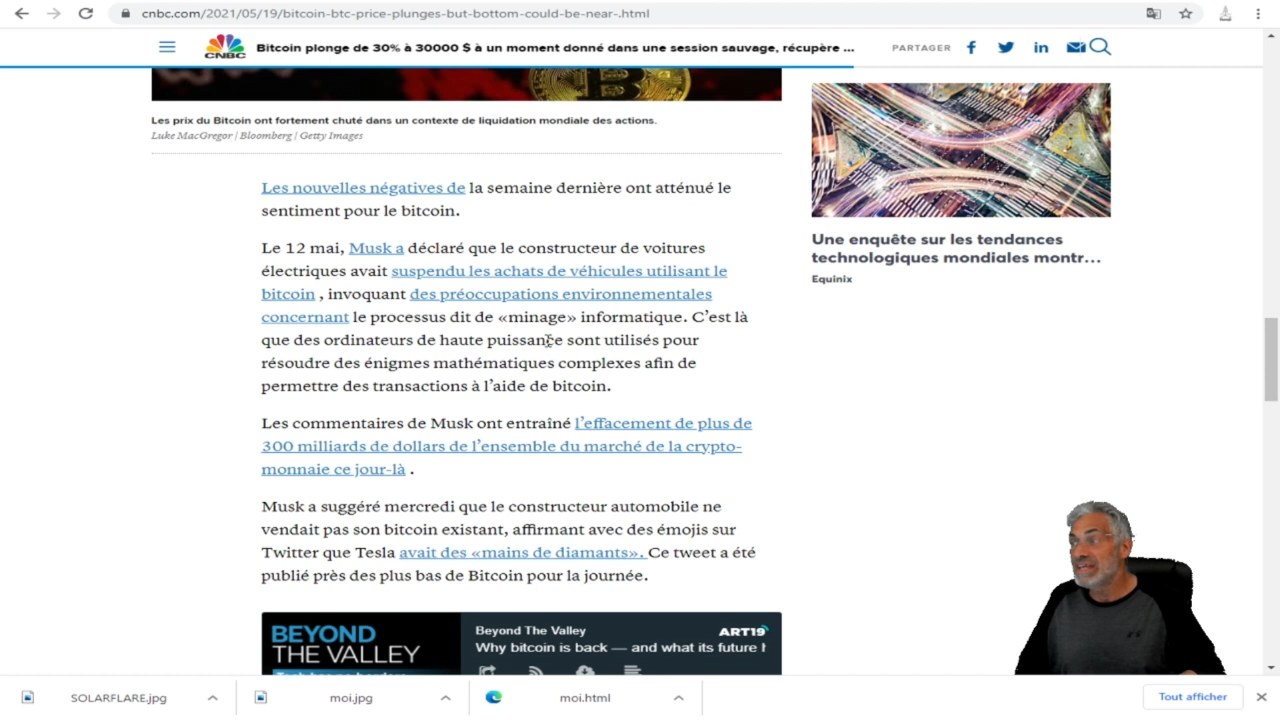 cnbc.com/2021/05/19/bitcoin-btc-price-plunges-but-bottom-could-be-near-.html
CNBC
Bitcoin plonge de 30% à 30000 $ à un moment donné dans une session sauvage, récupère ...
PARTAGER
Les prix du Bitcoin ont fortement chuté dans un contexte de liquidation mondiale des actions.
Luke MacGregor | Bloomberg | Getty Images
Les nouvelles négatives de la semaine dernière ont atténué le
sentiment pour le bitcoin.
Le 12 mai, Musk a déclaré que le constructeur de voitures
électriques avait suspendu les achats de véhicules utilisant le
bitcoin , invoquant des préoccupations environnementales
concernant le processus dit de «minage» informatique. C'est là
que des ordinateurs de haute puissance sont utilisés pour
résoudre des énigmes mathématiques complexes afin de
permettre des transactions à l'aide de bitcoin.
Les commentaires de Musk ont entraîné l'effacement de plus de
300 milliards de dollars de l'ensemble du marché de la crypto-
monnaie ce jour-là .
Musk a suggéré mercredi que le constructeur automobile ne
vendait pas son bitcoin existant, affirmant avec des émojis sur
Twitter que Tesla avait des «mains de diamants». Ce tweet a été
publié près des plus bas de Bitcoin pour la journée.
Une enquête sur les tendances
technologiques mondiales montr...
Equinix
BEYOND
THE VALLEY
Beyond The Valley
ART19
Why bitcoin is back — and what its future
SOLARFLARE.jpg
moi.jpg
moi.html
Tout afficher